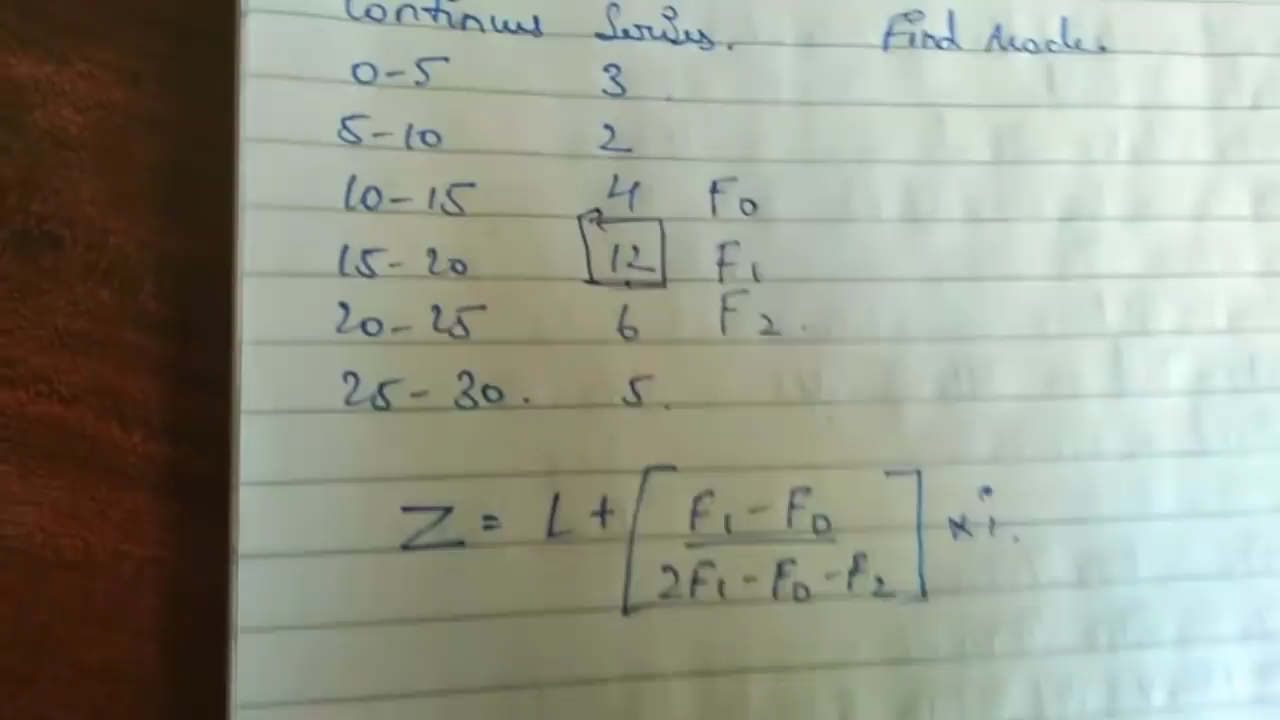 Continus Series. Find Mode.
0-5 3
5-10 2
10-15 4 F0
15-20 12 F1
20-25 6 F2.
25-30. 5.
Z = L + [ F1 - F0 / 2F1 - F0 - F2 ] x i.